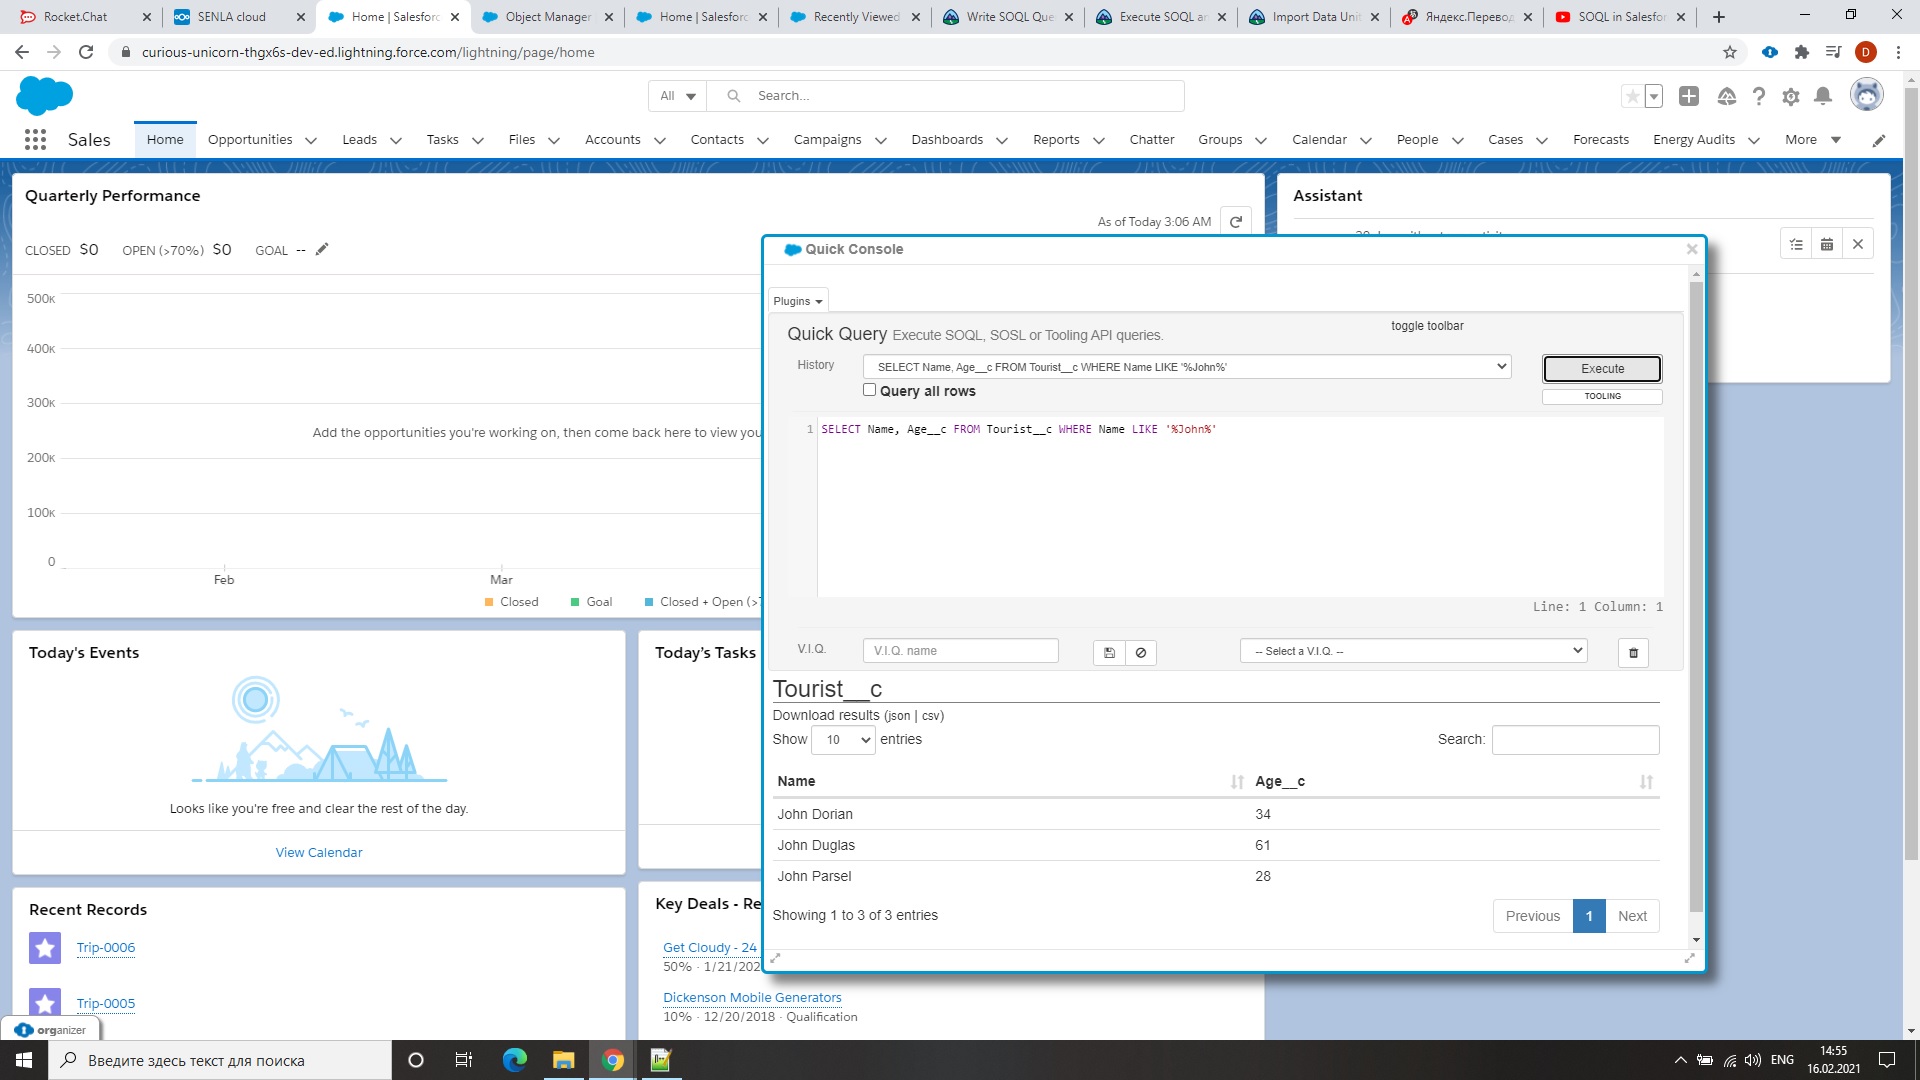 Rocket.Chat
SENLA cloud
Home | Salesforc
Object Manager
Home | Salesforc
Recently Viewed
Write SOQL Que
Execute SOQL an
Import Data Unit
Яндекс.Перевод
SOQL in Salesfor
curious-unicorn-thgx6s-dev-ed.lightning.force.com/lightning/page/home
D
All
Search...
Sales
Home
Opportunities
Leads
Tasks
Files
Accounts
Contacts
Campaigns
Dashboards
Reports
Chatter
Groups
Calendar
People
Cases
Forecasts
Energy Audits
More
Quarterly Performance
As of Today 3:06 AM
CLOSED $0 OPEN (>70%) $0 GOAL --
500K
400K
300K
200K
100K
0
Add the opportunities you're working on, then come back here to view you
Feb
Mar
Closed
Goal
Closed + Open (>7
Assistant
Quick Console
Plugins
Quick Query Execute SOQL, SOSL or Tooling API queries.
toggle toolbar
History
SELECT Name, Age__c FROM Tourist__c WHERE Name LIKE '%John%'
Execute
Query all rows
TOOLING
1 SELECT Name, Age__c FROM Tourist__c WHERE Name LIKE '%John%'
Line: 1 Column: 1
V.I.Q.
V.I.Q. name
-- Select a V.I.Q. --
Tourist__c
Download results (json | csv)
Show 10 entries
Search:
Name Age__c
John Dorian 34
John Duglas 61
John Parsel 28
Showing 1 to 3 of 3 entries
Previous 1 Next
Today's Events
Looks like you're free and clear the rest of the day.
View Calendar
Today's Tasks
Recent Records
Trip-0006
Trip-0005
Key Deals - Re
Get Cloudy - 24
50% · 1/21/202
Dickenson Mobile Generators
10% · 12/20/2018 · Qualification
organizer
Введите здесь текст для поиска
ENG
14:55
16.02.2021